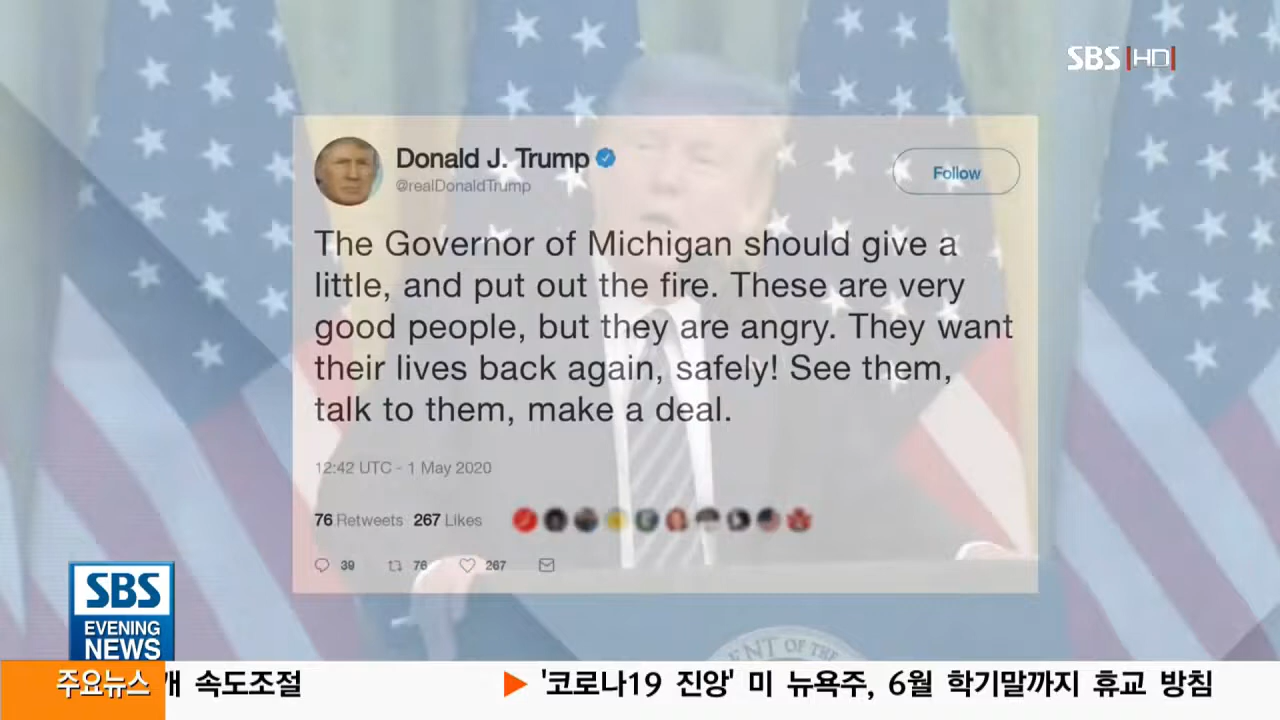 SBS HD
Donald J. Trump
@realDonaldTrump
Follow
The Governor of Michigan should give a
little, and put out the fire. These are very
good people, but they are angry. They want
their lives back again, safely! See them,
talk to them, make a deal.
12:42 UTC - 1 May 2020
76 Retweets 267 Likes
39 76 267
ENT OF THE
SBS
EVENING
NEWS
주요뉴스 개 속도조절 ▶ '코로나19 진앙' 미 뉴욕주, 6월 학기말까지 휴교 방침